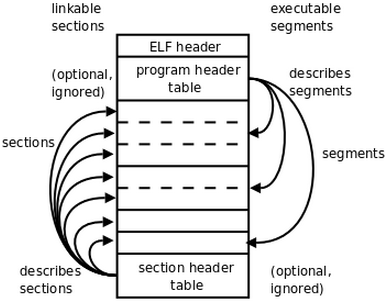 linkable
sections
executable
segments
ELF header
(optional,
ignored)
program header
table
describes
segments
sections
segments
describes
sections
section header
table
(optional,
ignored)